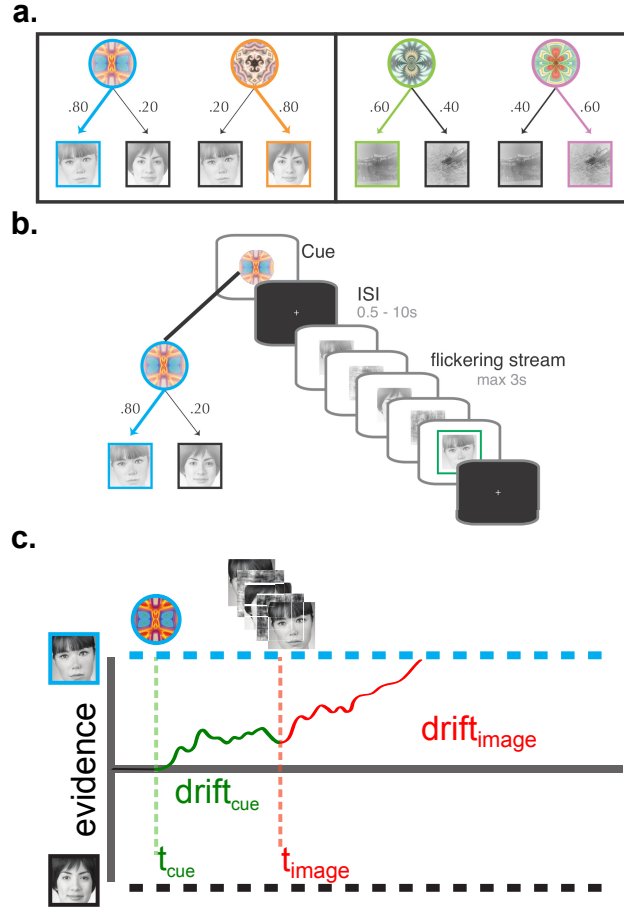 a.
.80 .20 .20 .80 .60 .40 .40 .60
b.
Cue
ISI
0.5 - 10s
flickering stream
max 3s
.80 .20
c.
evidence
drift_cue
drift_image
t_cue
t_image